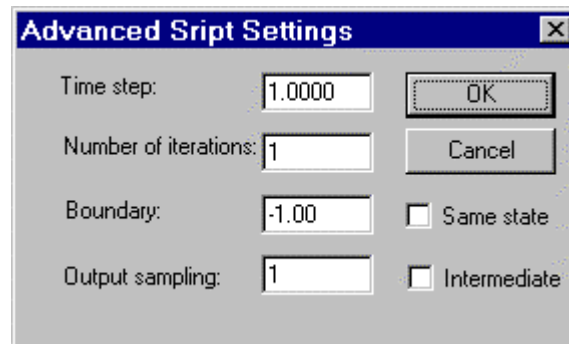 Advanced Sript Settings
Time step: 1.0000 OK
Number of iterations: 1 Cancel
Boundary: -1.00 Same state
Output sampling: 1 Intermediate